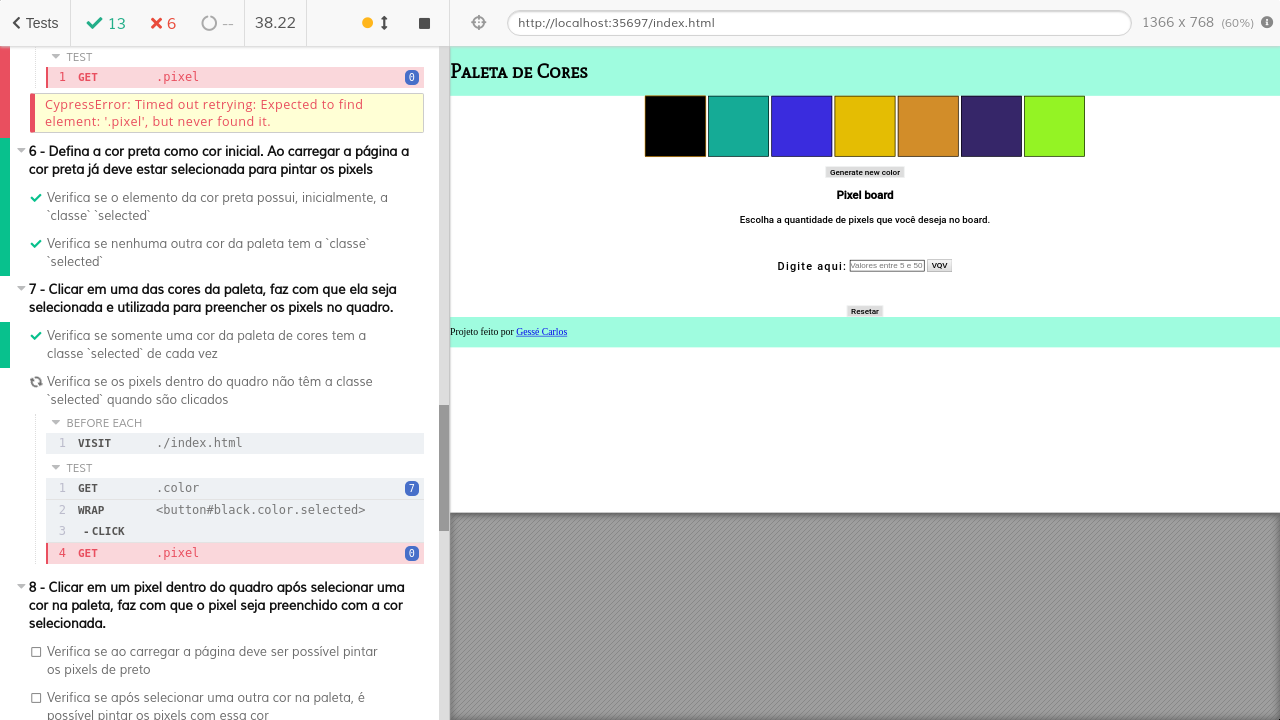 Tests
13
6
--
38.22
http://localhost:35697/index.html
1366 x 768 (60%)
TEST
1 GET .pixel 0
CypressError: Timed out retrying: Expected to find
element: '.pixel', but never found it.
6 - Defina a cor preta como cor inicial. Ao carregar a página a
cor preta já deve estar selecionada para pintar os pixels
Verifica se o elemento da cor preta possui, inicialmente, a
`classe` `selected`
Verifica se nenhuma outra cor da paleta tem a `classe`
`selected`
7 - Clicar em uma das cores da paleta, faz com que ela seja
selecionada e utilizada para preencher os pixels no quadro.
Verifica se somente uma cor da paleta de cores tem a
classe `selected` de cada vez
Verifica se os pixels dentro do quadro não têm a classe
`selected` quando são clicados
BEFORE EACH
1 VISIT ./index.html
TEST
1 GET .color 7
2 WRAP <button#black.color.selected>
3 - CLICK
4 GET .pixel 0
8 - Clicar em um pixel dentro do quadro após selecionar uma
cor na paleta, faz com que o pixel seja preenchido com a cor
selecionada.
Verifica se ao carregar a página deve ser possível pintar
os pixels de preto
Verifica se após selecionar uma outra cor na paleta, é
possível pintar os pixels com essa cor
Paleta de Cores
Generate new color
Pixel board
Escolha a quantidade de pixels que você deseja no board.
Digite aqui: Valores entre 5 e 50 VQV
Resetar
Projeto feito por Gessé Carlos